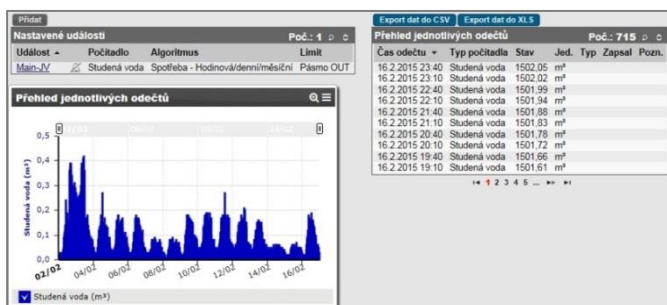 Přidat
Nastavené události Poč.: 1
Událost Počítadlo Algoritmus Limit
Main-JV Studená voda Spotřeba - Hodinová/denní/měsíční Pásmo OUT
Přehled jednotlivých odečtů
0,5
0,4
0,3
0,2
0,1
0,0
Studená voda (m³)
02/02 04/02 06/02 08/02 10/02 12/02 14/02 16/02
Studená voda (m³)
Export dat do CSV Export dat do XLS
Přehled jednotlivých odečtů Poč.: 715
Čas odečtu Typ počítadla Stav Jed. Typ Zapsal Pozn.
16.2.2015 23:40 Studená voda 1502,05 m³
16.2.2015 23:10 Studená voda 1502,02 m³
16.2.2015 22:40 Studená voda 1501,99 m³
16.2.2015 22:10 Studená voda 1501,94 m³
16.2.2015 21:40 Studená voda 1501,88 m³
16.2.2015 21:10 Studená voda 1501,83 m³
16.2.2015 20:40 Studená voda 1501,78 m³
16.2.2015 20:10 Studená voda 1501,72 m³
16.2.2015 19:40 Studená voda 1501,66 m³
16.2.2015 19:10 Studená voda 1501,61 m³
1 2 3 4 5 ...